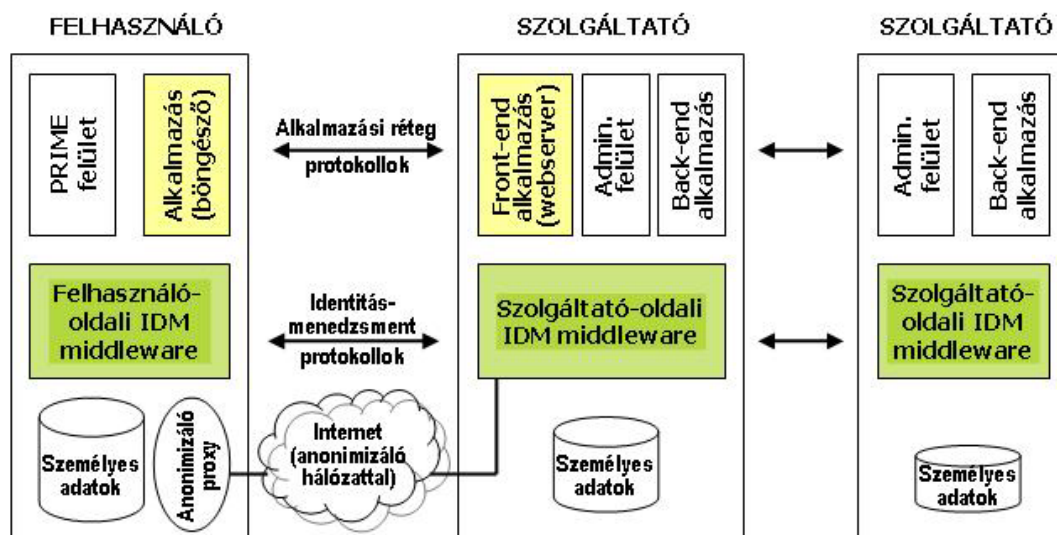 FELHASZNÁLÓ
SZOLGÁLTATÓ
SZOLGÁLTATÓ
PRIME
felület
Alkalmazás
(böngésző)
Alkalmazási réteg
protokollok
Front-end
alkalmazás
(webserver)
Admin.
felület
Back-end
alkalmazás
Admin.
felület
Back-end
alkalmazás
Felhasználó-
oldali IDM
middleware
Identitás-
menedzsment
protokollok
Szolgáltató-oldali
IDM middleware
Szolgáltató-
oldali IDM
middleware
Személyes
adatok
Anonimizáló
proxy
Internet
(anonimizáló
hálózattal)
Személyes
adatok
Személyes
adatok